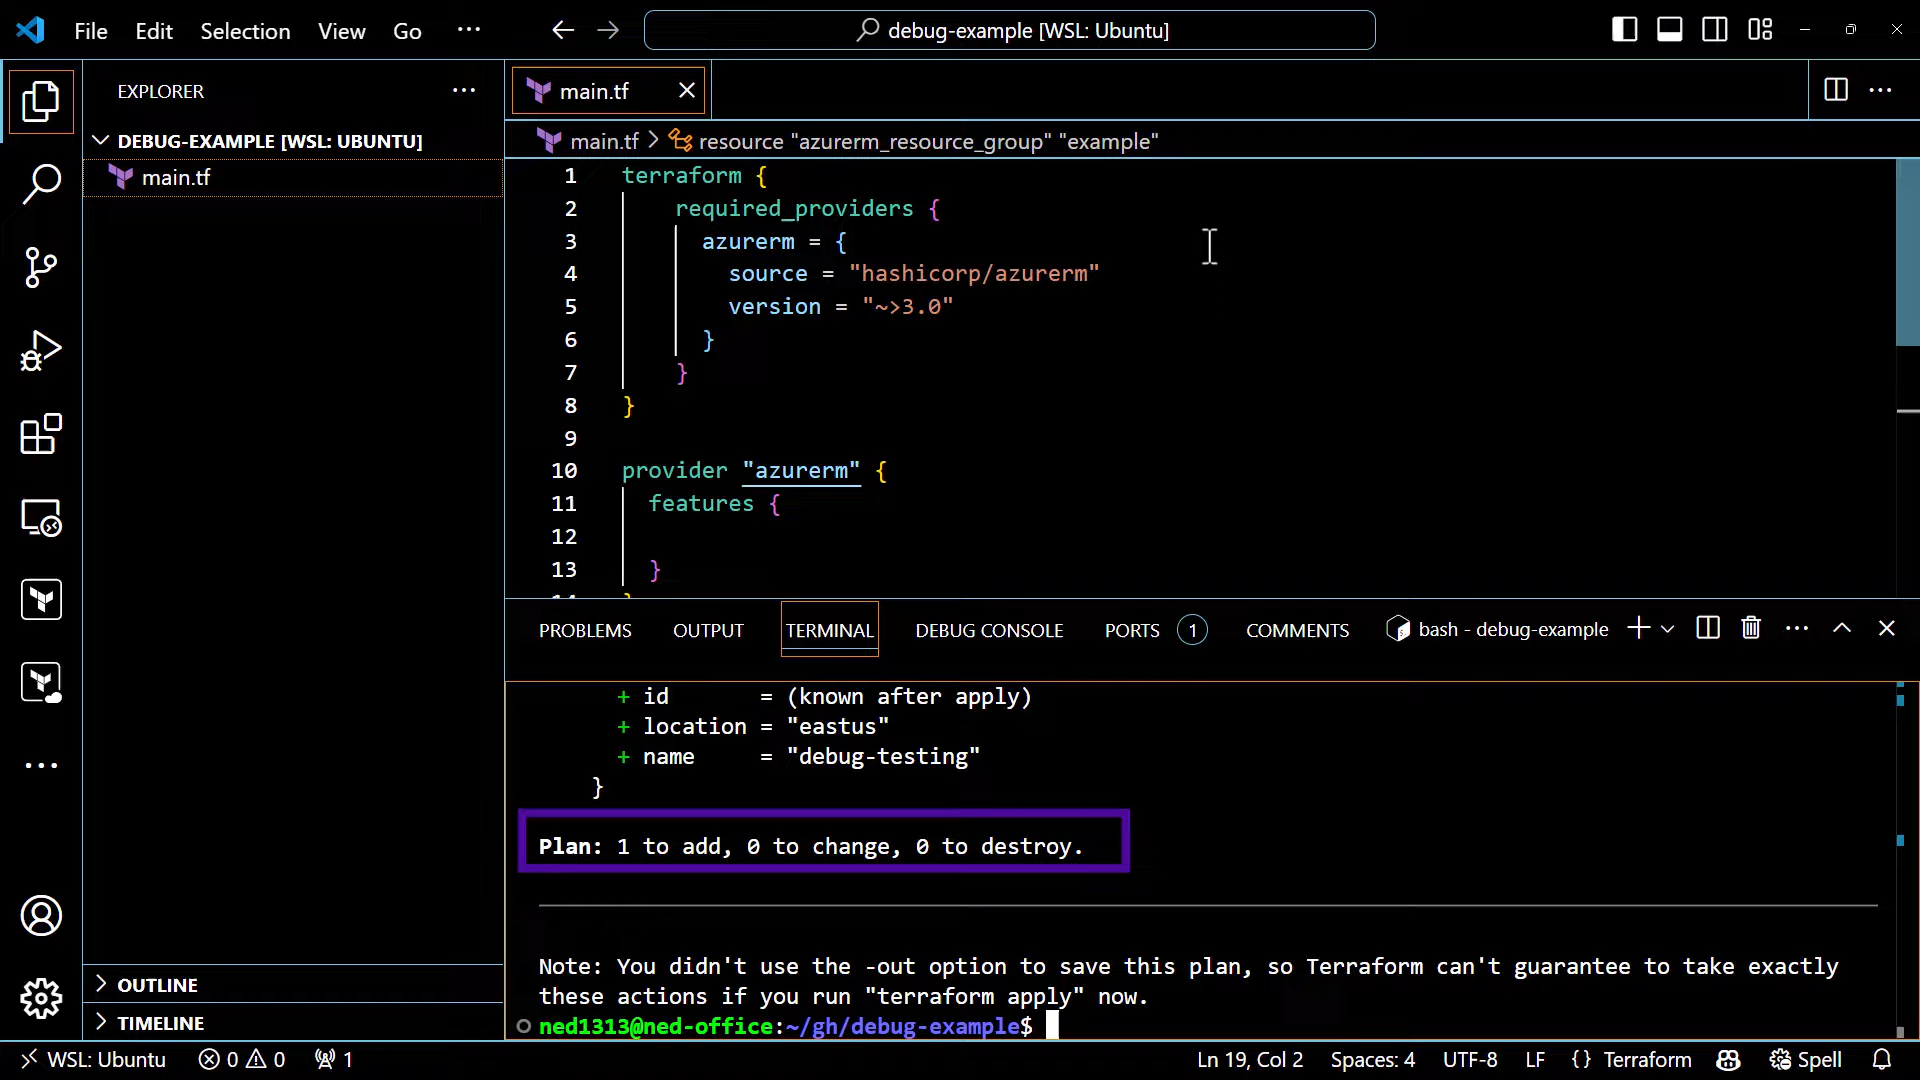 File Edit Selection View Go ...
debug-example [WSL: Ubuntu]
EXPLORER
DEBUG-EXAMPLE [WSL: UBUNTU]
main.tf
OUTLINE
TIMELINE
main.tf
main.tf > resource "azurerm_resource_group" "example"
1 terraform {
2 required_providers {
3 azurerm = {
4 source = "hashicorp/azurerm"
5 version = "~>3.0"
6 }
7 }
8 }
9
10 provider "azurerm" {
11 features {
12
13 }
14 }
PROBLEMS OUTPUT TERMINAL DEBUG CONSOLE PORTS 1 COMMENTS bash - debug-example
+ id = (known after apply)
+ location = "eastus"
+ name = "debug-testing"
}
Plan: 1 to add, 0 to change, 0 to destroy.
Note: You didn't use the -out option to save this plan, so Terraform can't guarantee to take exactly
these actions if you run "terraform apply" now.
ned1313@ned-office:~/gh/debug-example$
WSL: Ubuntu 0 0 1 Ln 19, Col 2 Spaces: 4 UTF-8 LF {} Terraform Spell